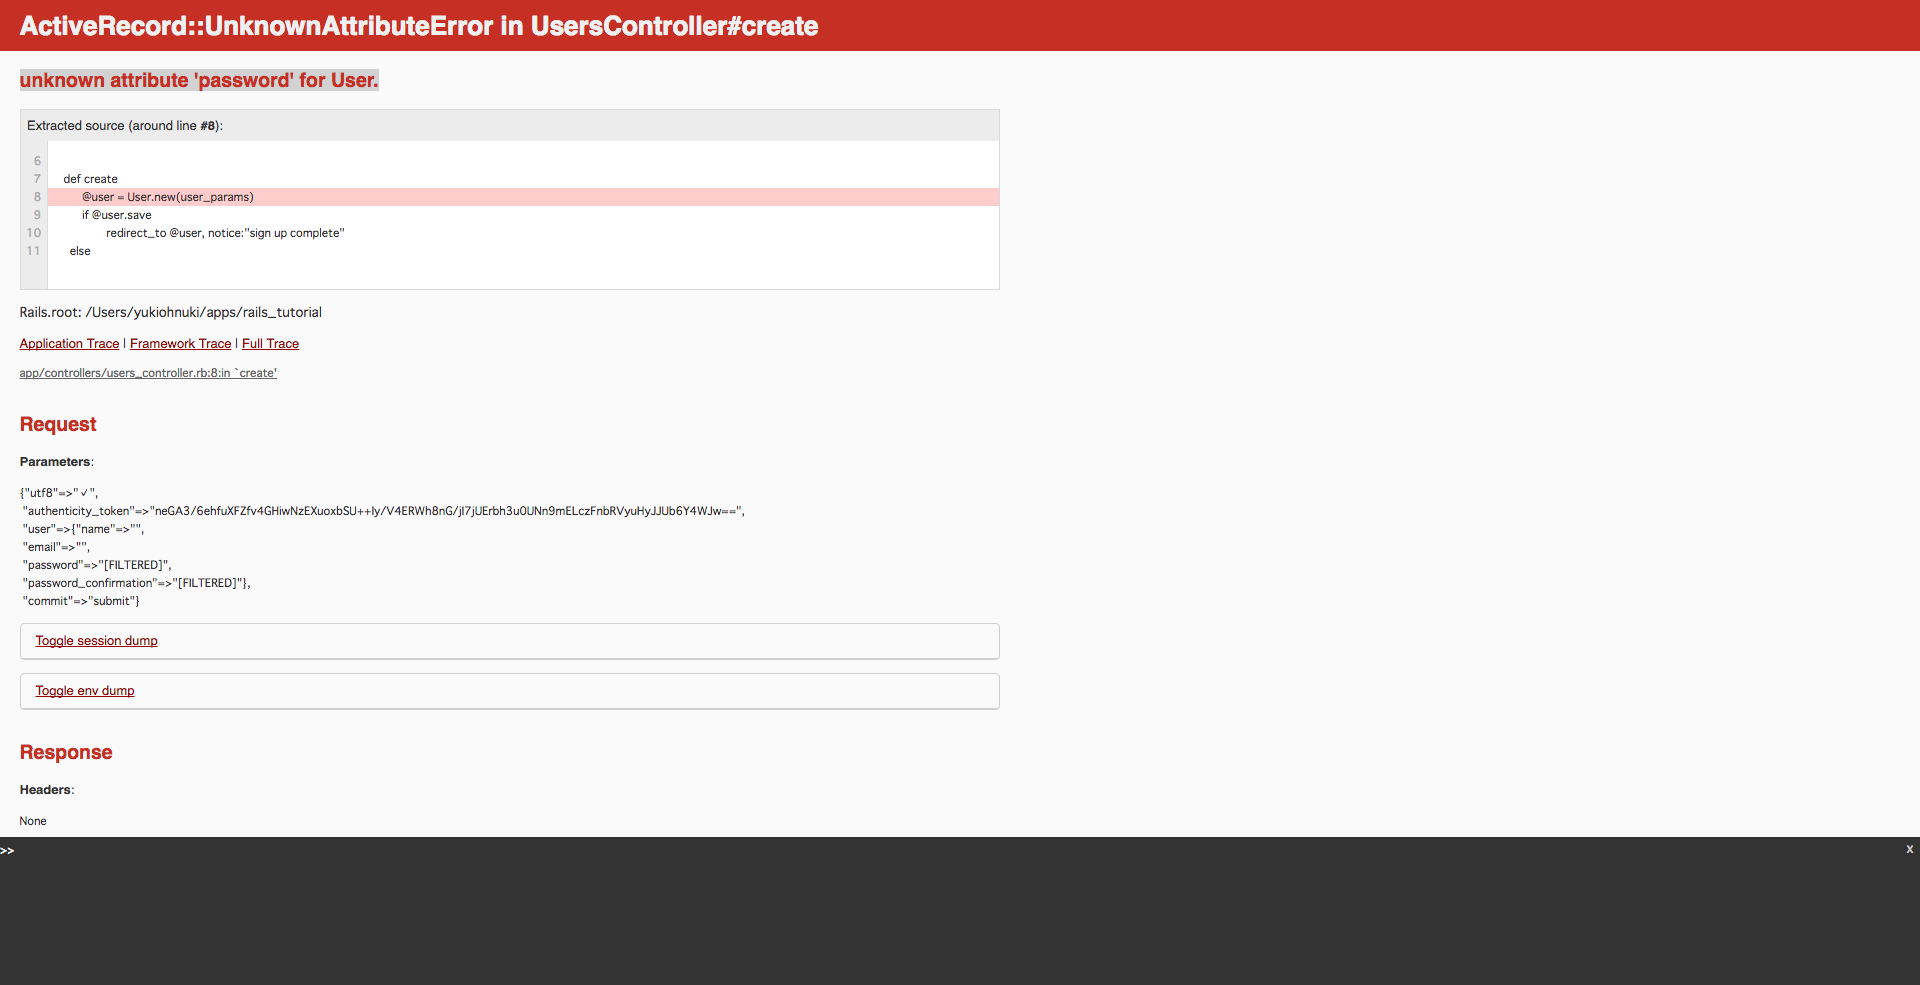 ActiveRecord::UnknownAttributeError in UsersController#create
unknown attribute 'password' for User.
Extracted source (around line #8):
6
7 def create
8 @user = User.new(user_params)
9 if @user.save
10 redirect_to @user, notice:"sign up complete"
11 else
Rails.root: /Users/yukiohnuki/apps/rails_tutorial
Application Trace | Framework Trace | Full Trace
app/controllers/users_controller.rb:8:in `create'
Request
Parameters:
{"utf8"=>"✓",
"authenticity_token"=>"neGA3/6ehfuXFZfv4GHiwNzEXuoxbSU++Iy/V4ERWh8nG/jI7jUErbh3u0UNn9mELczFnbRVyuHyJJUb6Y4WJw==",
"user"=>{"name"=>"",
"email"=>"",
"password"=>"[FILTERED]",
"password_confirmation"=>"[FILTERED]"},
"commit"=>"submit"}
Toggle session dump
Toggle env dump
Response
Headers:
None
>>
x